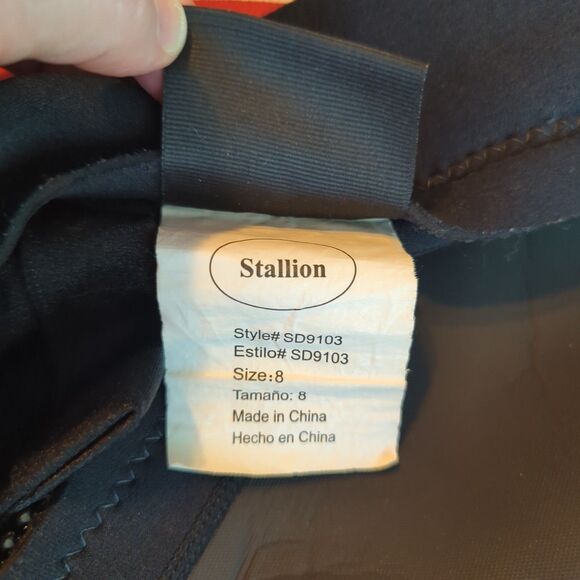 Stallion
Style# SD9103
Estilo# SD9103
Size:8
Tamaño: 8
Made in China
Hecho en China